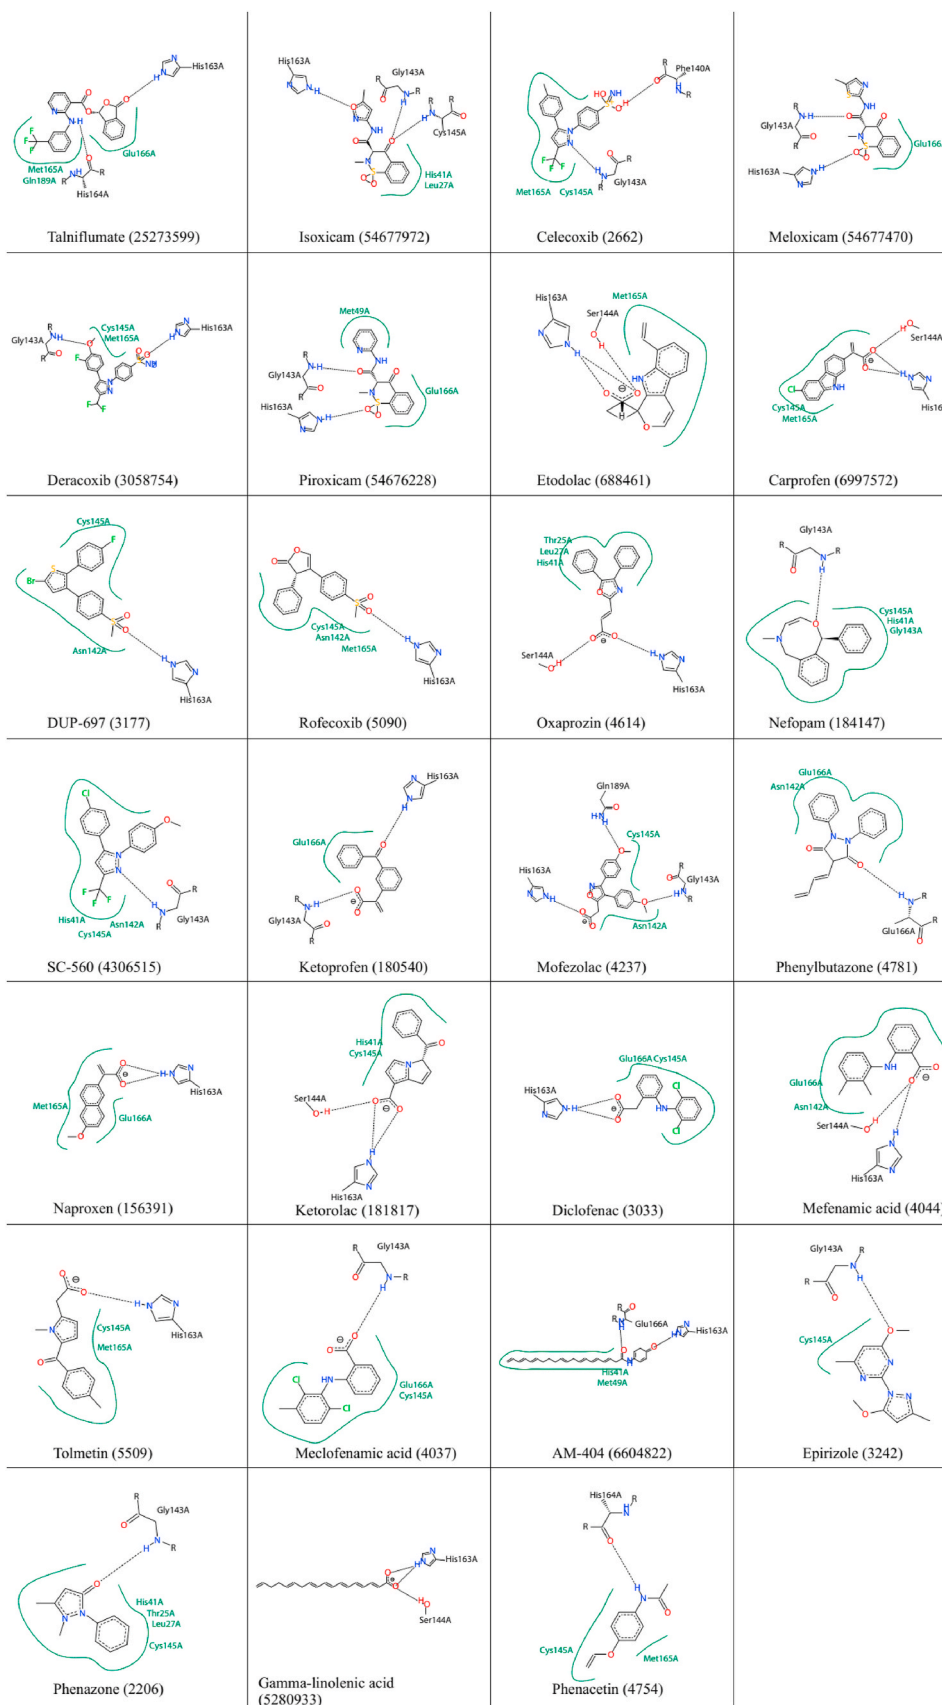 His163A
Glu166A
Met165A
Gln189A
His164A
Talniflumate (25273599)
His163A
Gly143A
Cys145A
His41A
Leu27A
Isoxicam (54677972)
Phe140A
Met165A Cys145A
Gly143A
Celecoxib (2662)
Gly143A
Glu166A
His163A
Meloxicam (54677470)
Gly143A
Cys145A
Met165A
His163A
Deracoxib (3058754)
Met49A
Gly143A
His163A
Glu166A
Piroxicam (54676228)
His163A
Ser144A
Met165A
Etodolac (688461)
Ser144A
Cys145A
Met165A
His163A
Carprofen (6997572)
Cys145A
Asn142A
His163A
DUP-697 (3177)
Cys145A
Asn142A
Met165A
His163A
Rofecoxib (5090)
Thr25A
Leu27A
His41A
Ser144A
His163A
Oxaprozin (4614)
Gly143A
Cys145A
His41A
Gly143A
Nefopam (184147)
His41A
Cys145A
Asn142A
Gly143A
SC-560 (4306515)
His163A
Glu166A
Gly143A
Ketoprofen (180540)
Gln189A
Cys145A
His163A
Gly143A
Asn142A
Mofezolac (4237)
Glu166A
Asn142A
Glu166A
Phenylbutazone (4781)
Met165A
Glu166A
His163A
Naproxen (156391)
His41A
Cys145A
Ser144A
His163A
Ketorolac (181817)
Glu166A Cys145A
His163A
Diclofenac (3033)
Glu166A
Asn142A
Ser144A
His163A
Mefenamic acid (4044)
Cys145A
Met165A
His163A
Tolmetin (5509)
Gly143A
Glu166A
Cys145A
Meclofenamic acid (4037)
Glu166A
His163A
His41A
Met49A
AM-404 (6604822)
Gly143A
Cys145A
Epirizole (3242)
Gly143A
His41A
Thr25A
Leu27A
Cys145A
Phenazone (2206)
His163A
Ser144A
Gamma-linolenic acid
(5280933)
His164A
Cys145A
Met165A
Phenacetin (4754)